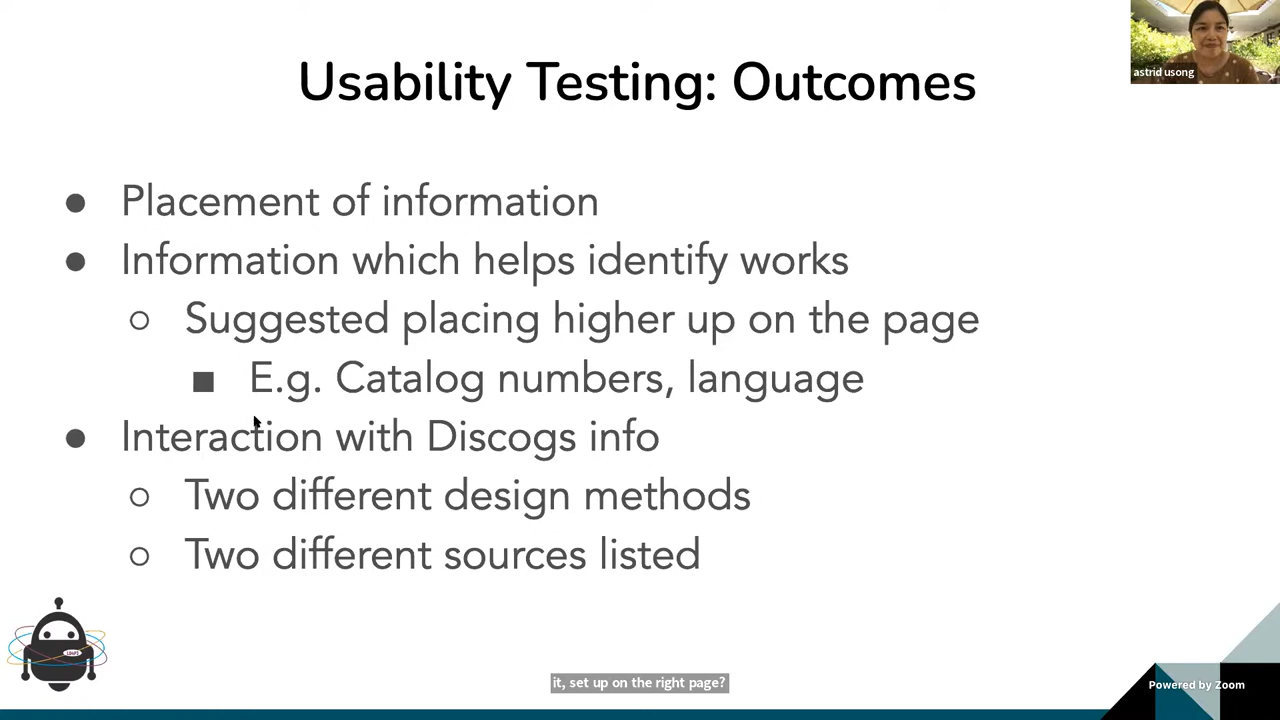 astrid usong
Usability Testing: Outcomes
● Placement of information
● Information which helps identify works
○ Suggested placing higher up on the page
■ E.g. Catalog numbers, language
● Interaction with Discogs info
○ Two different design methods
○ Two different sources listed
it, set up on the right page?
Powered by Zoom